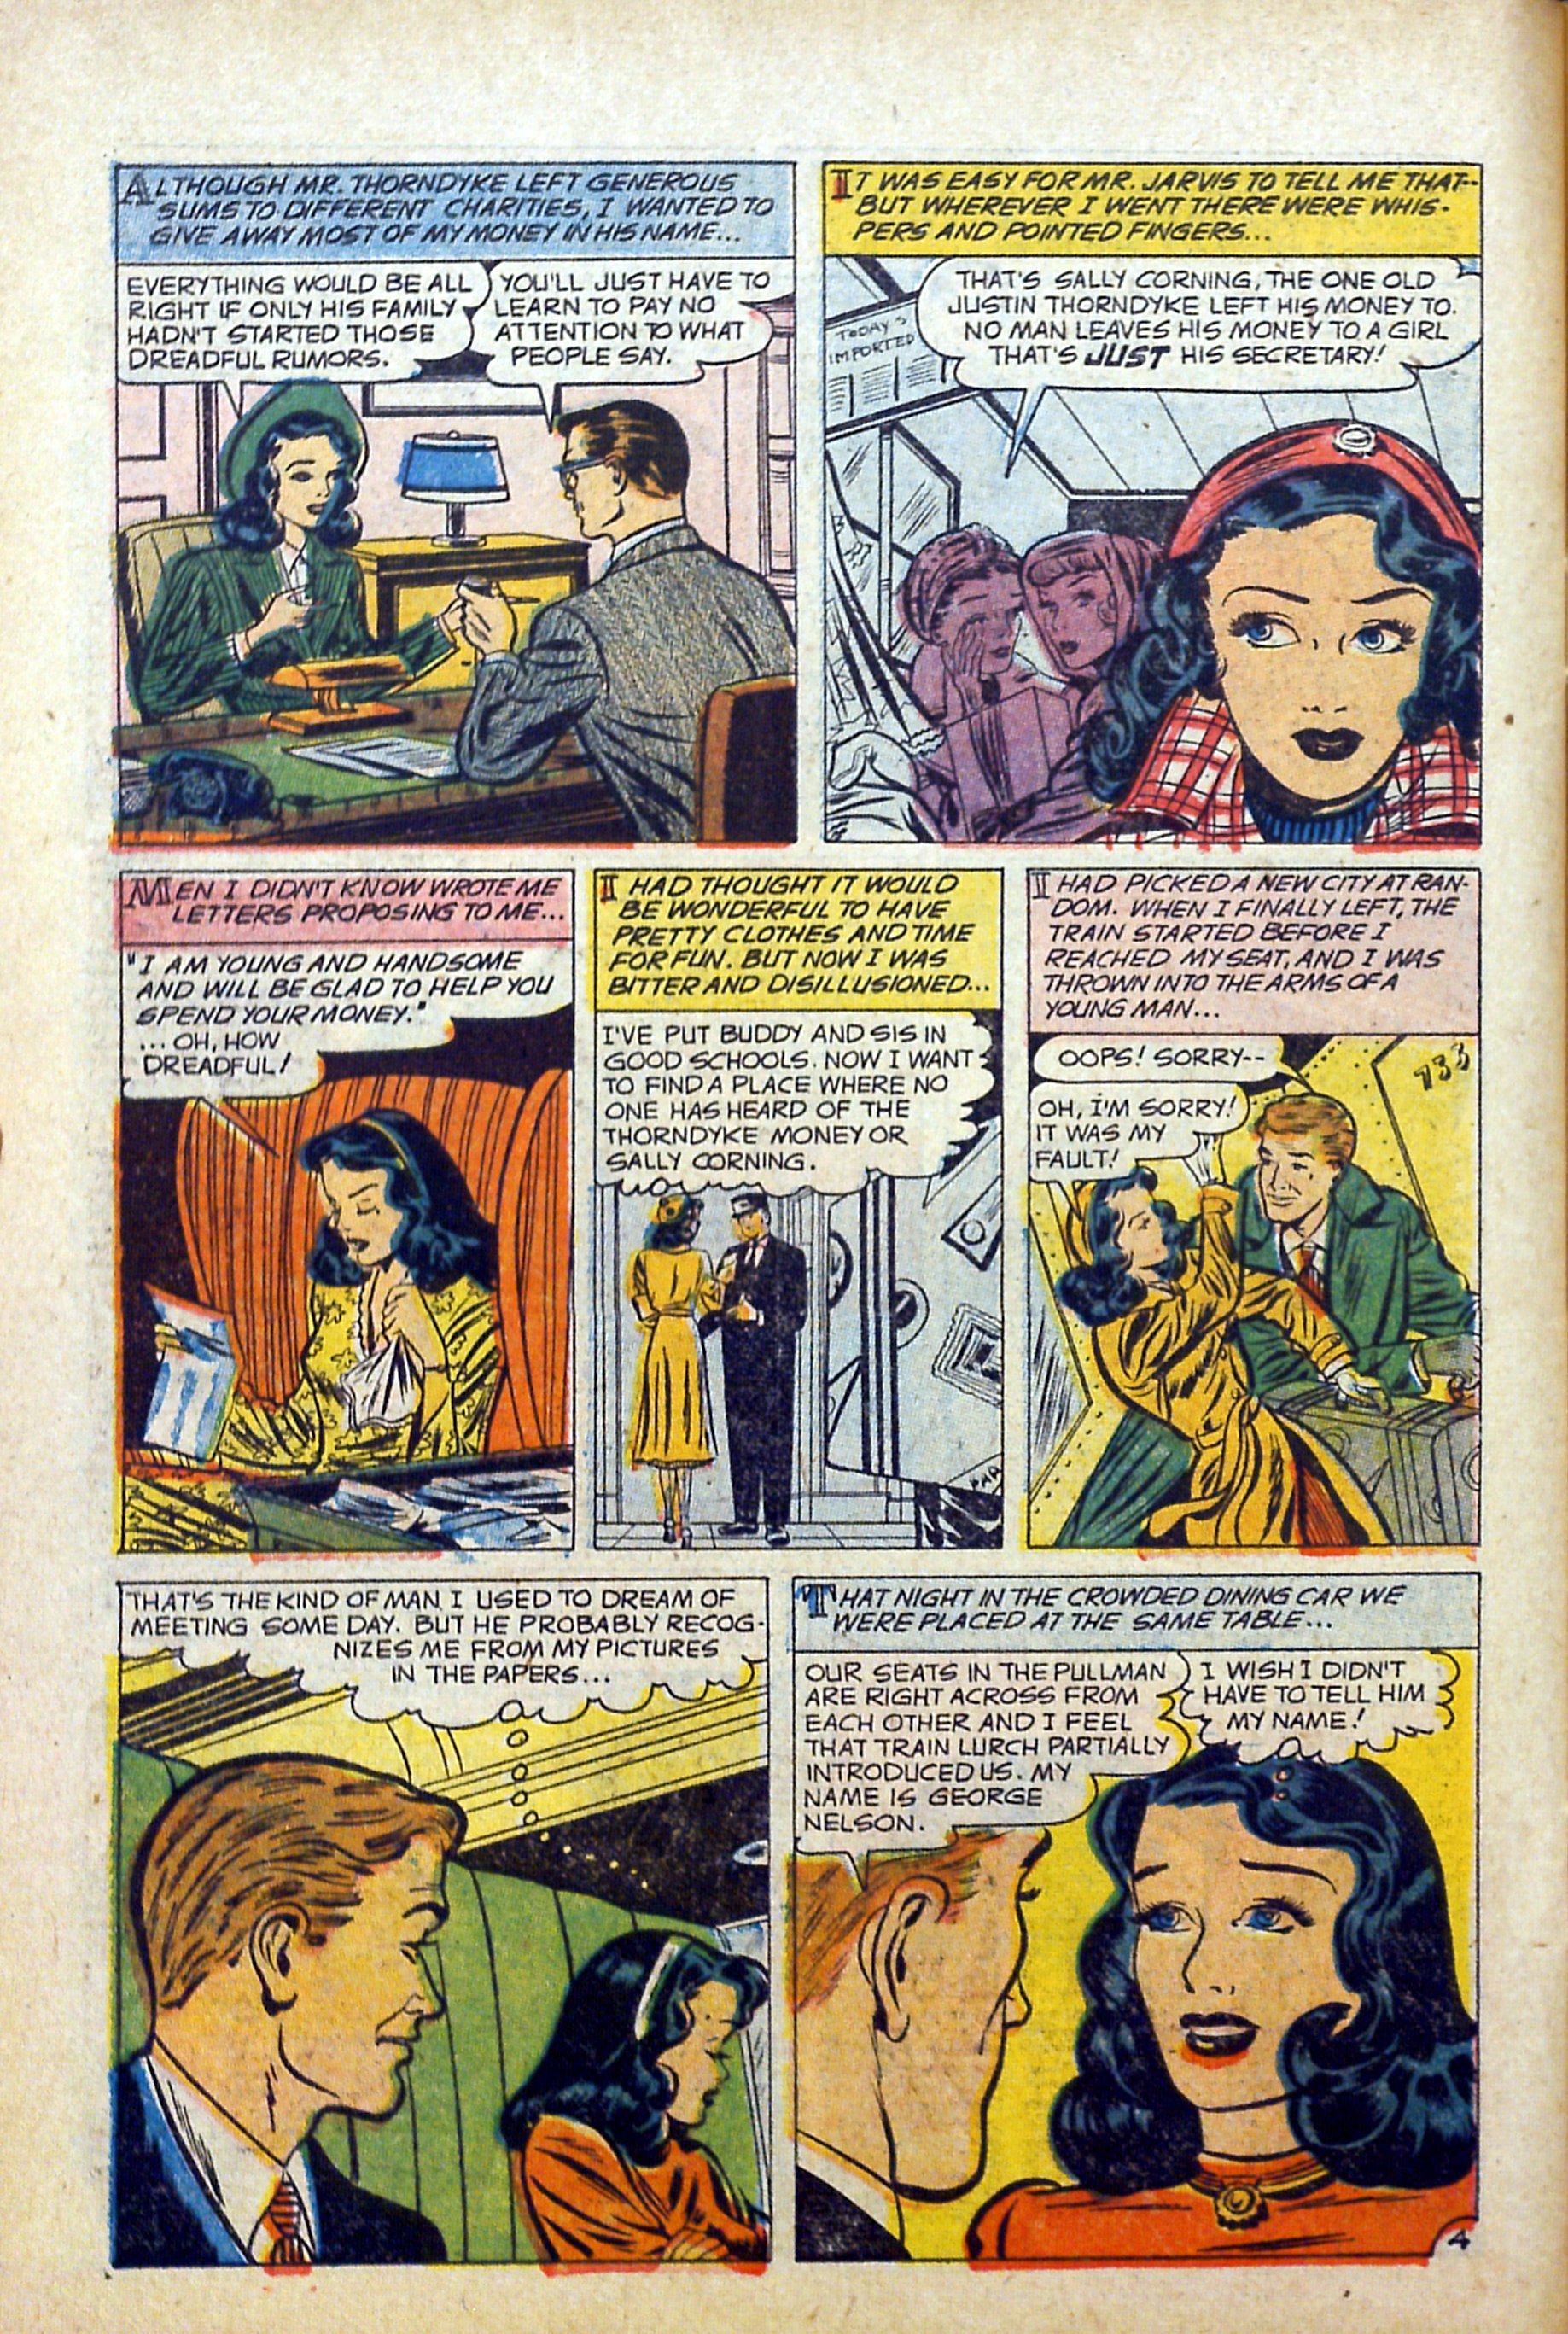 ALTHOUGH MR. THORNDYKE LEFT GENEROUS
SUMS TO DIFFERENT CHARITIES, I WANTED TO
GIVE AWAY MOST OF MY MONEY IN HIS NAME...
EVERYTHING WOULD BE ALL
RIGHT IF ONLY HIS FAMILY
HADN'T STARTED THOSE
DREADFUL RUMORS.
YOU'LL JUST HAVE TO
LEARN TO PAY NO
ATTENTION TO WHAT
PEOPLE SAY.
IT WAS EASY FOR MR. JARVIS TO TELL ME THAT--
BUT WHEREVER I WENT THERE WERE WHIS-
PERS AND POINTED FINGERS...
THAT'S SALLY CORNING, THE ONE OLD
JUSTIN THORNDYKE LEFT HIS MONEY TO.
NO MAN LEAVES HIS MONEY TO A GIRL
THAT'S JUST HIS SECRETARY!
TODAY'S
IMPORTED
MEN I DIDN'T KNOW WROTE ME
LETTERS PROPOSING TO ME...
"I AM YOUNG AND HANDSOME
AND WILL BE GLAD TO HELP YOU
SPEND YOUR MONEY."
... OH, HOW
DREADFUL!
I HAD THOUGHT IT WOULD
BE WONDERFUL TO HAVE
PRETTY CLOTHES AND TIME
FOR FUN. BUT NOW I WAS
BITTER AND DISILLUSIONED...
I'VE PUT BUDDY AND SIS IN
GOOD SCHOOLS. NOW I WANT
TO FIND A PLACE WHERE NO
ONE HAS HEARD OF THE
THORNDYKE MONEY OR
SALLY CORNING.
PAR
I HAD PICKED A NEW CITY AT RAN-
DOM. WHEN I FINALLY LEFT, THE
TRAIN STARTED BEFORE I
REACHED MY SEAT, AND I WAS
THROWN INTO THE ARMS OF A
YOUNG MAN...
OOPS! SORRY--
733
OH, I'M SORRY!
IT WAS MY
FAULT!
THAT'S THE KIND OF MAN I USED TO DREAM OF
MEETING SOME DAY. BUT HE PROBABLY RECOG-
NIZES ME FROM MY PICTURES
IN THE PAPERS...
THAT NIGHT IN THE CROWDED DINING CAR WE
WERE PLACED AT THE SAME TABLE...
OUR SEATS IN THE PULLMAN
ARE RIGHT ACROSS FROM
EACH OTHER AND I FEEL
THAT TRAIN LURCH PARTIALLY
INTRODUCED US. MY
NAME IS GEORGE
NELSON.
I WISH I DIDN'T
HAVE TO TELL HIM
MY NAME!
4